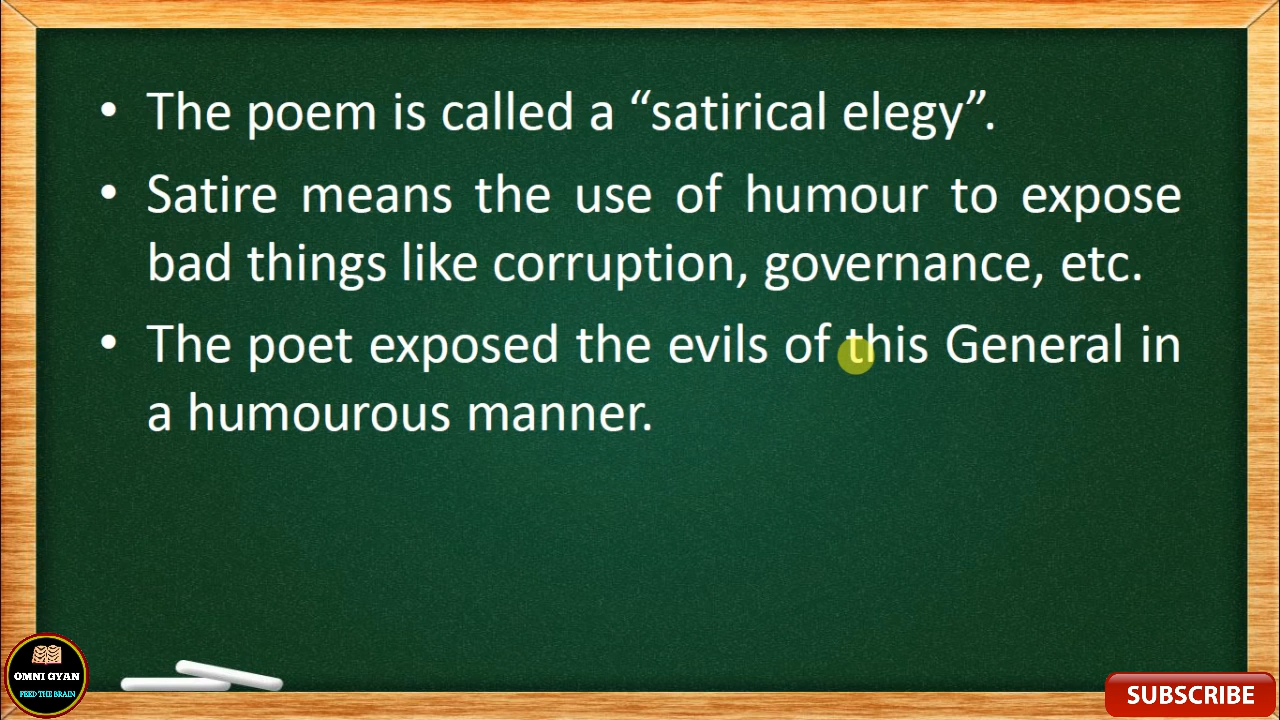 • The poem is called a “satirical elegy”.
• Satire means the use of humour to expose
bad things like corruption, governance, etc.
• The poet exposed the evils of this General in
a humourous manner.
OMNI GYAN
FEED THE BRAIN
SUBSCRIBE